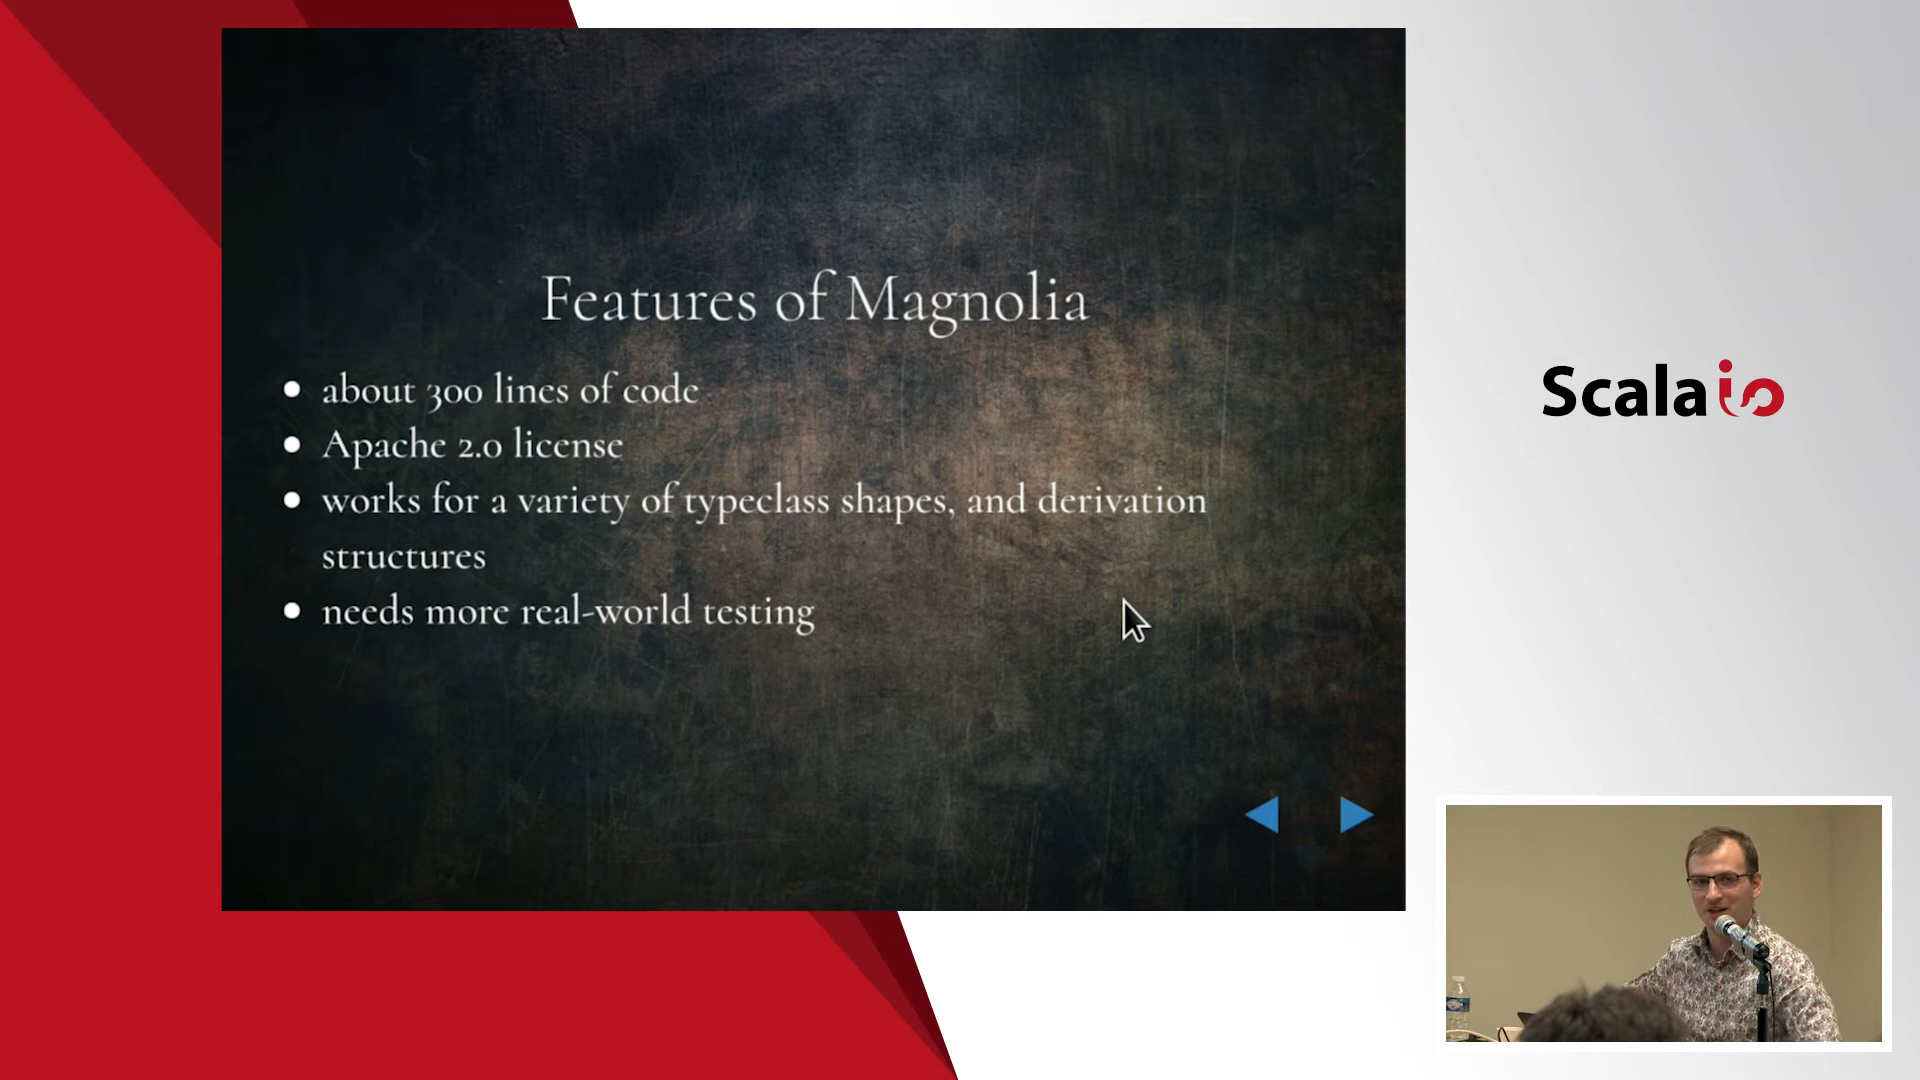 Features of Magnolia
about 300 lines of code
Apache 2.0 license
works for a variety of typeclass shapes, and derivation
structures
needs more real-world testing
Scala io